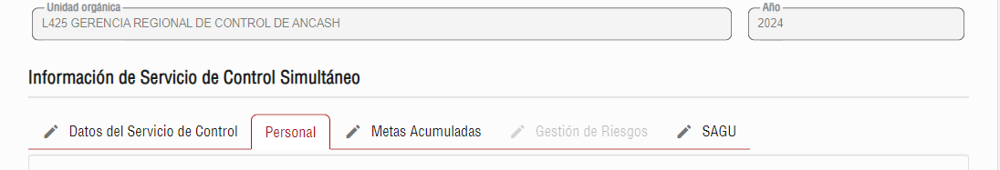 Unidad orgánica
L425 GERENCIA REGIONAL DE CONTROL DE ANCASH
Año
2024
Información de Servicio de Control Simultáneo
Datos del Servicio de Control Personal Metas Acumuladas Gestión de Riesgos SAGU